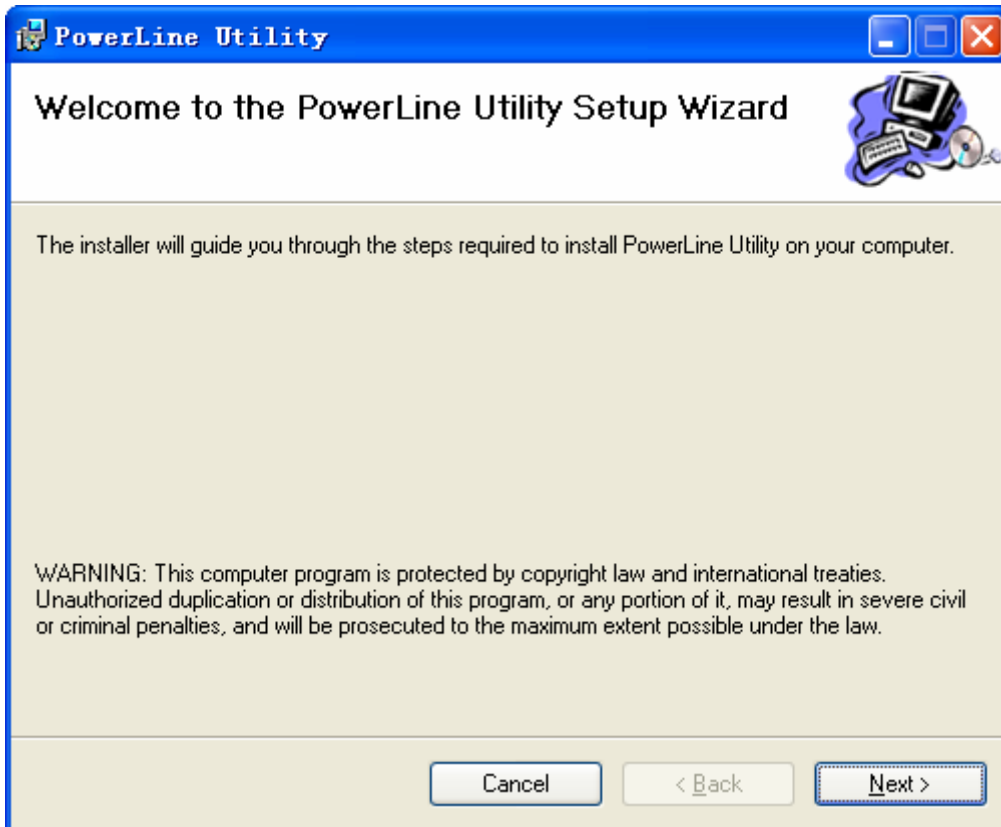 PowerLine Utility
Welcome to the PowerLine Utility Setup Wizard
The installer will guide you through the steps required to install PowerLine Utility on your computer.
WARNING: This computer program is protected by copyright law and international treaties.
Unauthorized duplication or distribution of this program, or any portion of it, may result in severe civil
or criminal penalties, and will be prosecuted to the maximum extent possible under the law.
Cancel
< Back
Next >